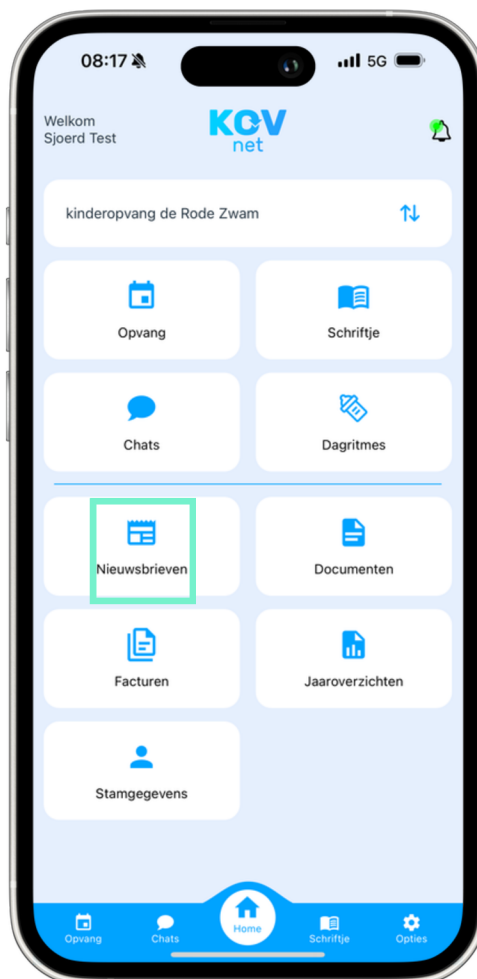 08:17
5G
Welkom
Sjoerd Test
KOV
net
kinderopvang de Rode Zwam
Opvang
Schriftje
Chats
Dagritmes
Nieuwsbrieven
Documenten
Facturen
Jaaroverzichten
Stamgegevens
Opvang
Chats
Home
Schriftje
Opties